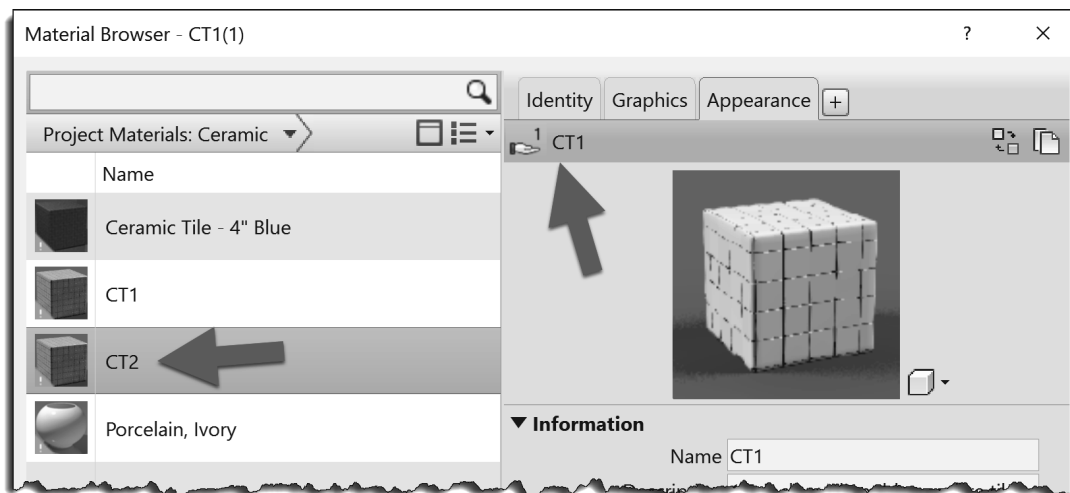 Material Browser - CT1(1)
?
Identity
Graphics
Appearance
+
Project Materials: Ceramic
1
CT1
Name
Ceramic Tile - 4" Blue
CT1
CT2
Porcelain, Ivory
Information
Name CT1